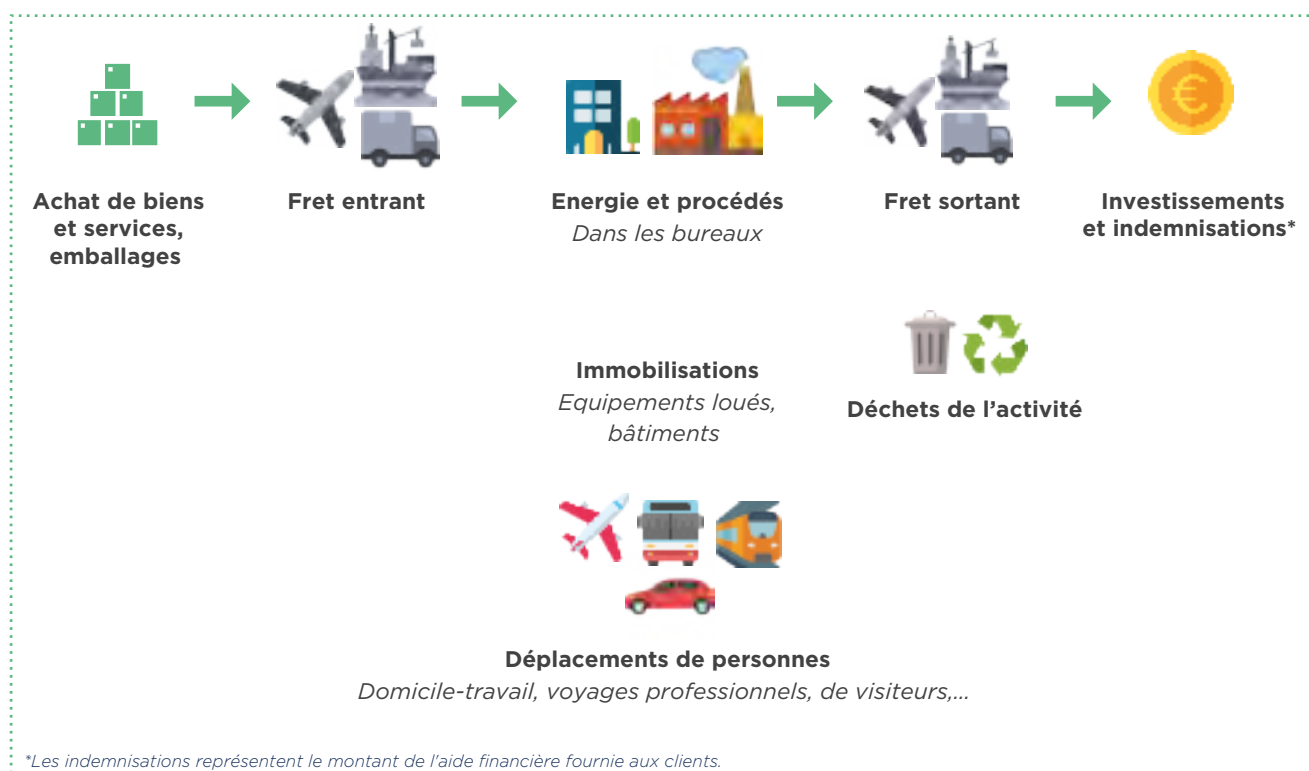 Achat de biens
et services,
emballages
Fret entrant
Energie et procédés
Dans les bureaux
Fret sortant
Investissements
et indemnisations*
Immobilisations
Equipements loués,
bâtiments
Déchets de l’activité
Déplacements de personnes
Domicile-travail, voyages professionnels, de visiteurs,...
*Les indemnisations représentent le montant de l'aide financière fournie aux clients.